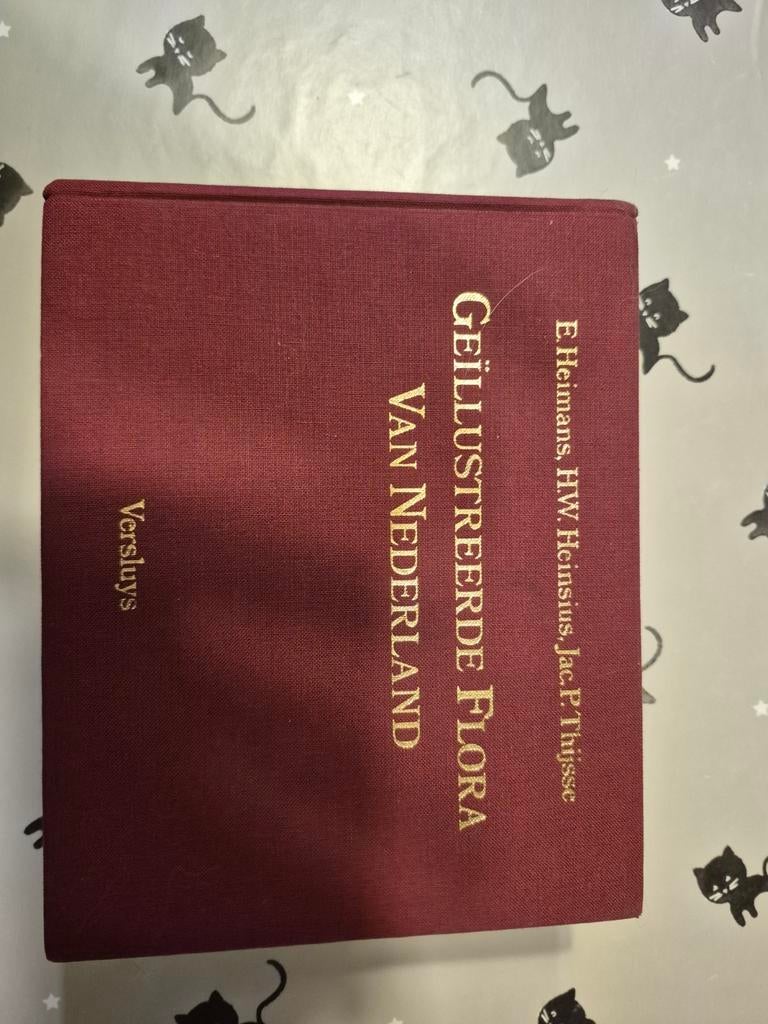 E. Heimans, H.W. Heinsius, Jac. P. Thijsse
GEÏLLUSTREERDE FLORA
VAN NEDERLAND
Versluys